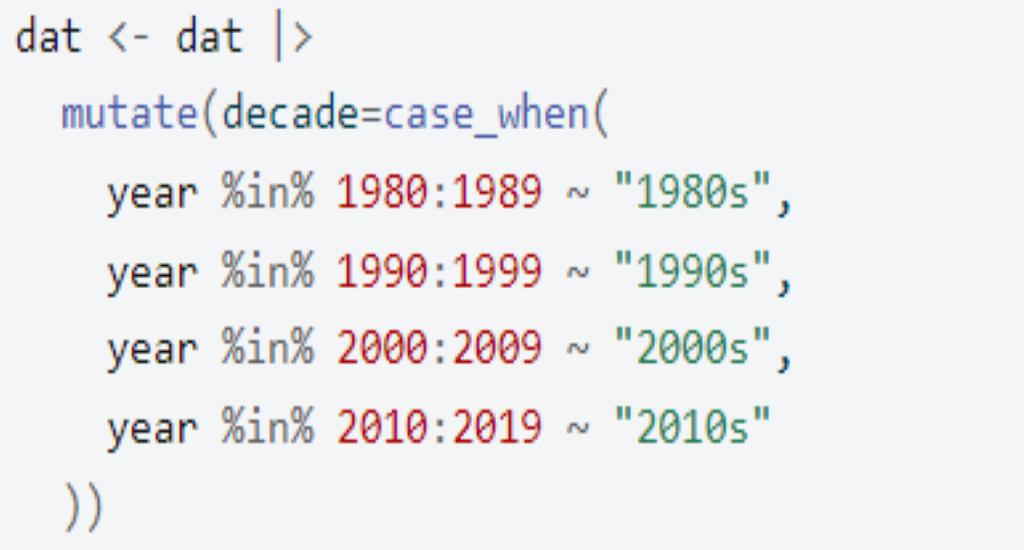 dat <- dat |>
  mutate(decade=case_when(
    year %in% 1980:1989 ~ "1980s",
    year %in% 1990:1999 ~ "1990s",
    year %in% 2000:2009 ~ "2000s",
    year %in% 2010:2019 ~ "2010s"
  ))